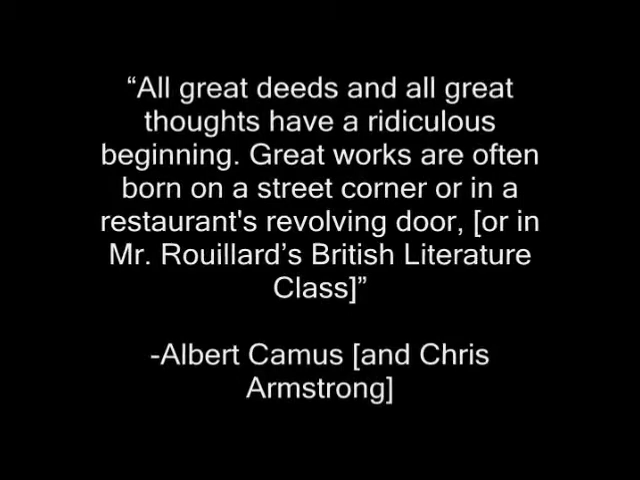 “All great deeds and all great
thoughts have a ridiculous
beginning. Great works are often
born on a street corner or in a
restaurant's revolving door, [or in
Mr. Rouillard’s British Literature
Class]”
-Albert Camus [and Chris
Armstrong]